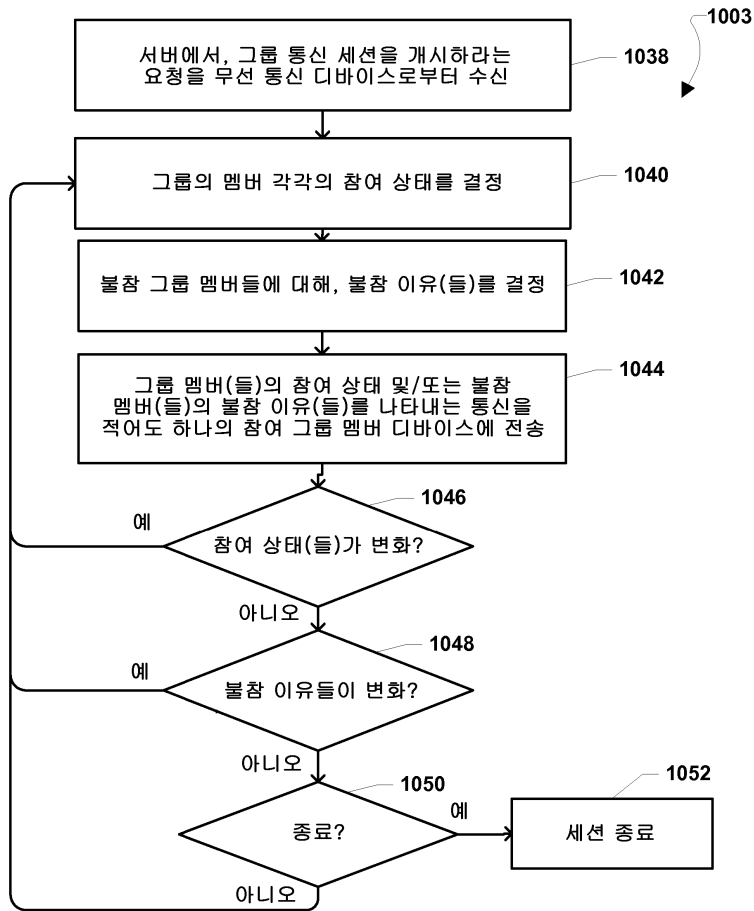 1003
서버에서, 그룹 통신 세션을 개시하라는
요청을 무선 통신 디바이스로부터 수신
1038
그룹의 멤버 각각의 참여 상태를 결정
1040
불참 그룹 멤버들에 대해, 불참 이유(들)를 결정
1042
그룹 멤버(들)의 참여 상태 및/또는 불참
멤버(들)의 불참 이유(들)를 나타내는 통신을
적어도 하나의 참여 그룹 멤버 디바이스에 전송
1044
1046
예
참여 상태(들)가 변화?
아니오
1048
예
불참 이유들이 변화?
아니오
1050
종료?
예
1052
세션 종료
아니오